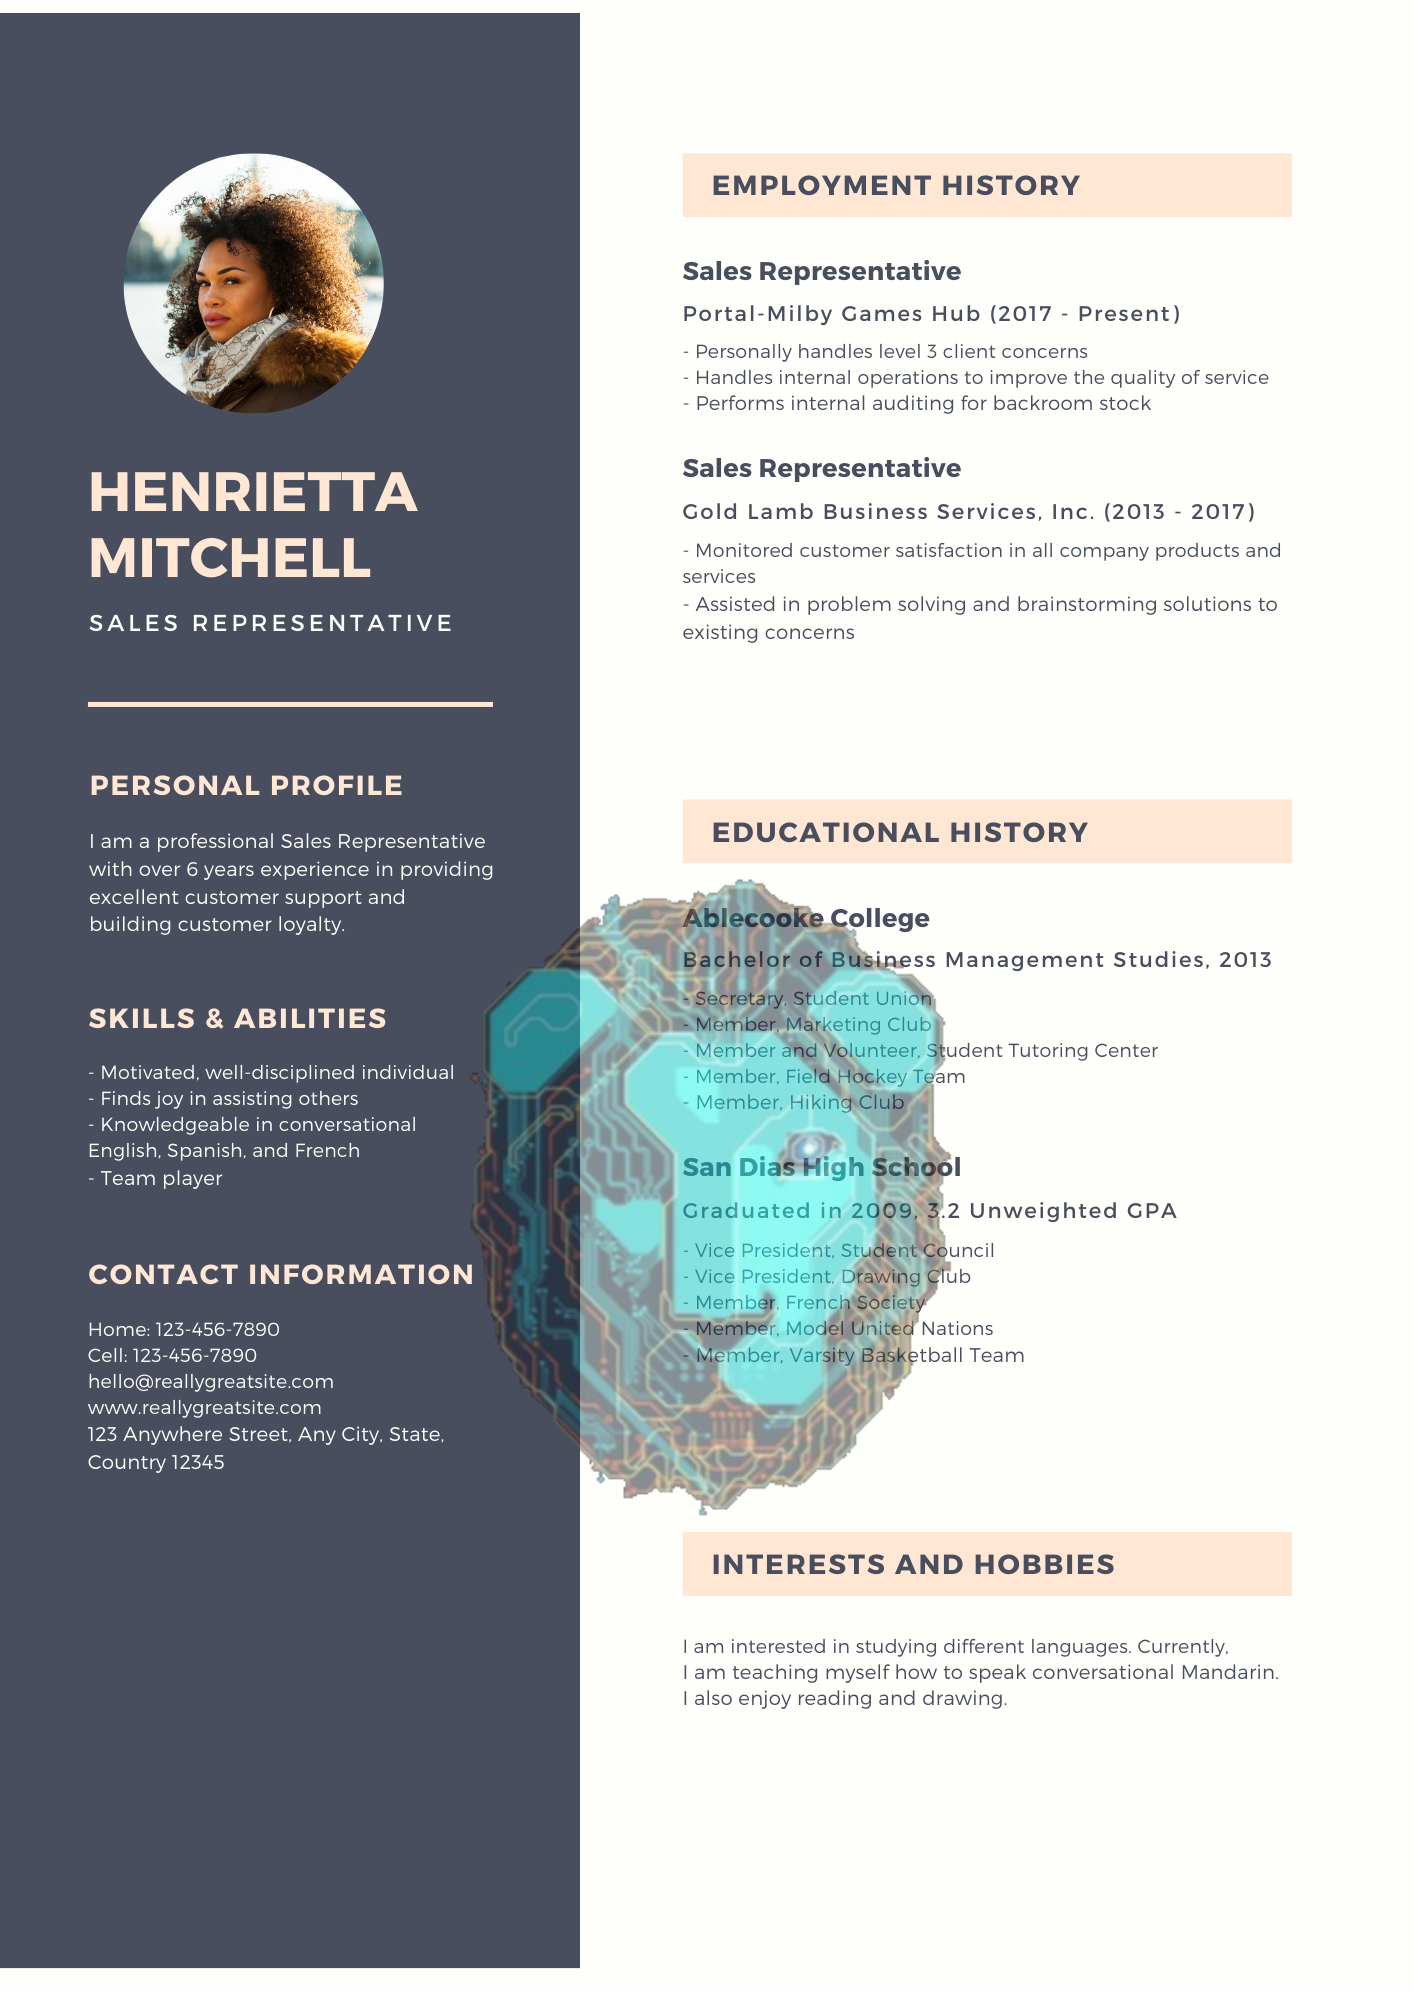 HENRIETTA
MITCHELL
SALES REPRESENTATIVE
PERSONAL PROFILE
I am a professional Sales Representative
with over 6 years experience in providing
excellent customer support and
building customer loyalty.
SKILLS & ABILITIES
- Motivated, well-disciplined individual
- Finds joy in assisting others
- Knowledgeable in conversational
English, Spanish, and French
- Team player
CONTACT INFORMATION
Home: 123-456-7890
Cell: 123-456-7890
hello@reallygreatsite.com
www.reallygreatsite.com
123 Anywhere Street, Any City, State,
Country 12345
EMPLOYMENT HISTORY
Sales Representative
Portal-Milby Games Hub (2017 - Present)
- Personally handles level 3 client concerns
- Handles internal operations to improve the quality of service
- Performs internal auditing for backroom stock
Sales Representative
Gold Lamb Business Services, Inc. (2013 - 2017)
- Monitored customer satisfaction in all company products and
services
- Assisted in problem solving and brainstorming solutions to
existing concerns
EDUCATIONAL HISTORY
Ablecooke College
Bachelor of Business Management Studies, 2013
- Secretary, Student Union
- Member, Marketing Club
- Member and Volunteer, Student Tutoring Center
- Member, Field Hockey Team
- Member, Hiking Club
San Dias High School
Graduated in 2009, 3.2 Unweighted GPA
- Vice President, Student Council
- Vice President, Drawing Club
- Member, French Society
- Member, Model United Nations
- Member, Varsity Basketball Team
INTERESTS AND HOBBIES
I am interested in studying different languages. Currently,
I am teaching myself how to speak conversational Mandarin.
I also enjoy reading and drawing.